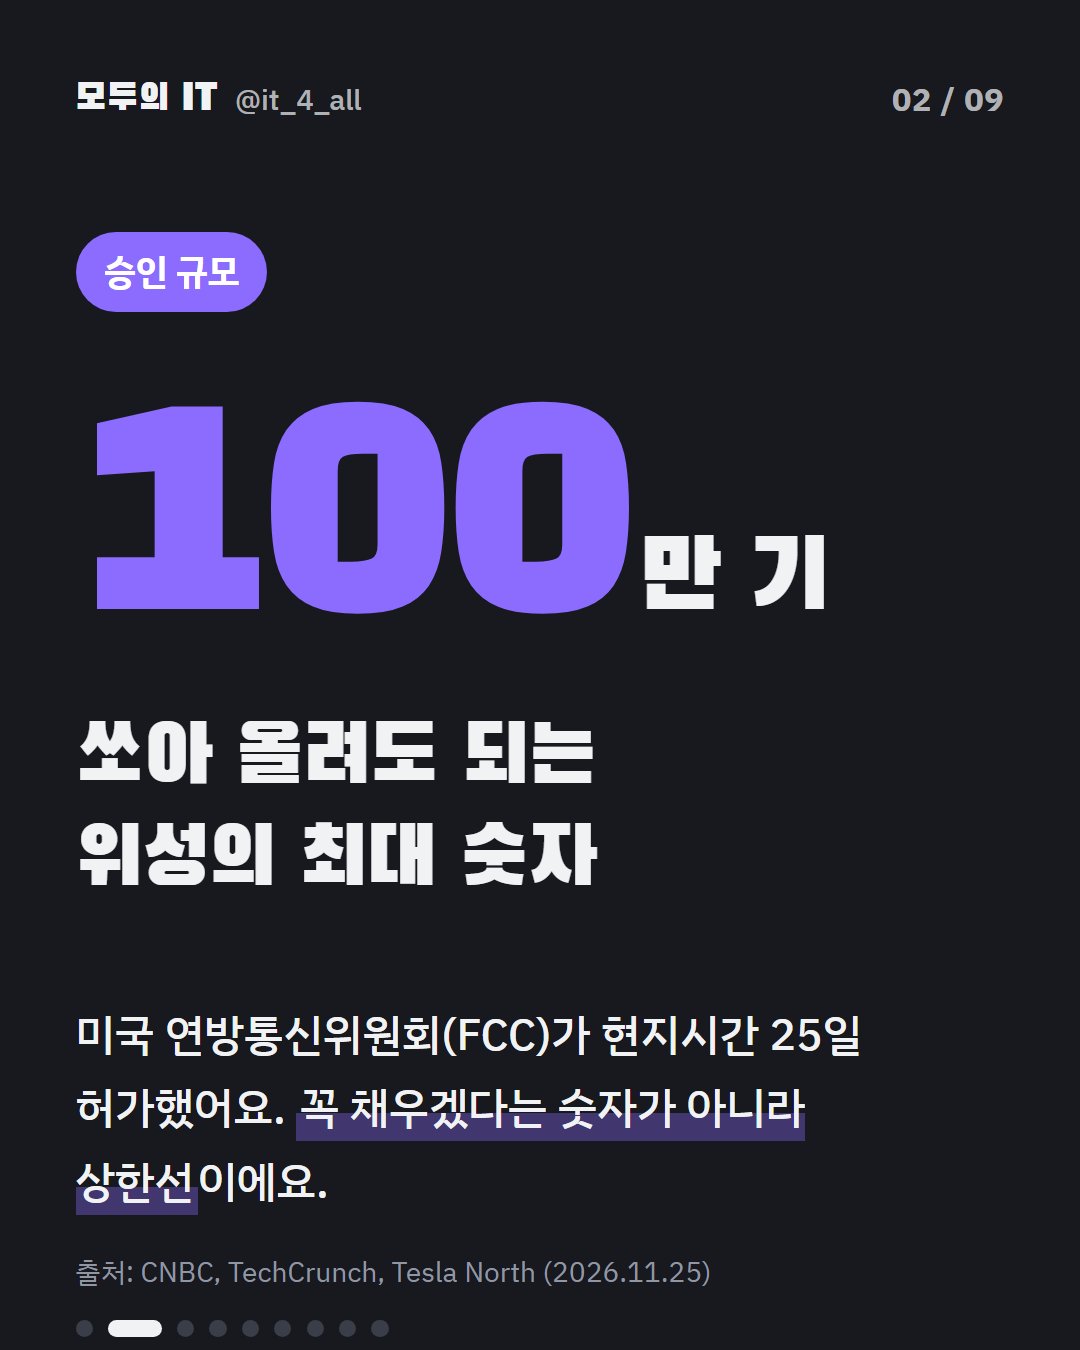 모두의 IT @it_4_all
02 / 09
승인 규모
100만 기
쏘아 올려도 되는
위성의 최대 숫자
미국 연방통신위원회(FCC)가 현지시간 25일
허가했어요. 꼭 채우겠다는 숫자가 아니라
상한선이에요.
출처: CNBC, TechCrunch, Tesla North (2026.11.25)